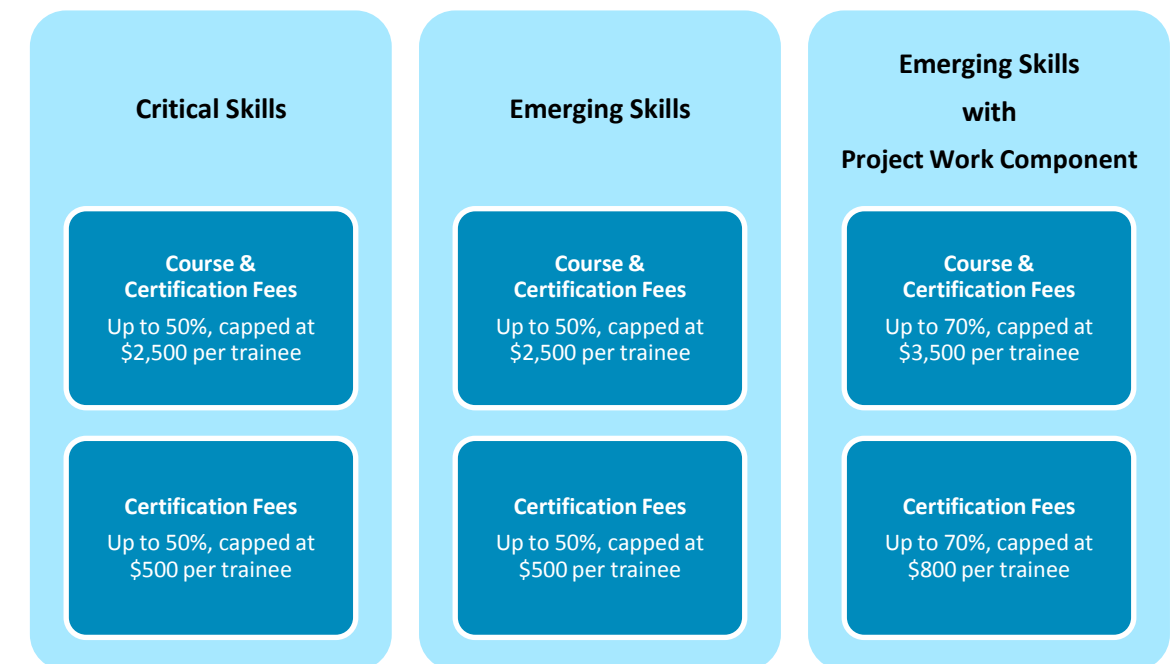 Critical Skills
Course &
Certification Fees
Up to 50%, capped at
$2,500 per trainee
Certification Fees
Up to 50%, capped at
$500 per trainee
Emerging Skills
Course &
Certification Fees
Up to 50%, capped at
$2,500 per trainee
Certification Fees
Up to 50%, capped at
$500 per trainee
Emerging Skills
with
Project Work Component
Course &
Certification Fees
Up to 70%, capped at
$3,500 per trainee
Certification Fees
Up to 70%, capped at
$800 per trainee